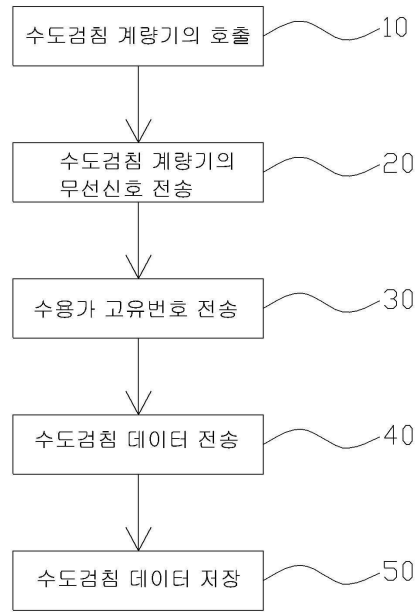 수도검침 계량기의 호출
10
수도검침 계량기의
무선신호 전송
20
수용가 고유번호 전송
30
수도검침 데이터 전송
40
수도검침 데이터 저장
50